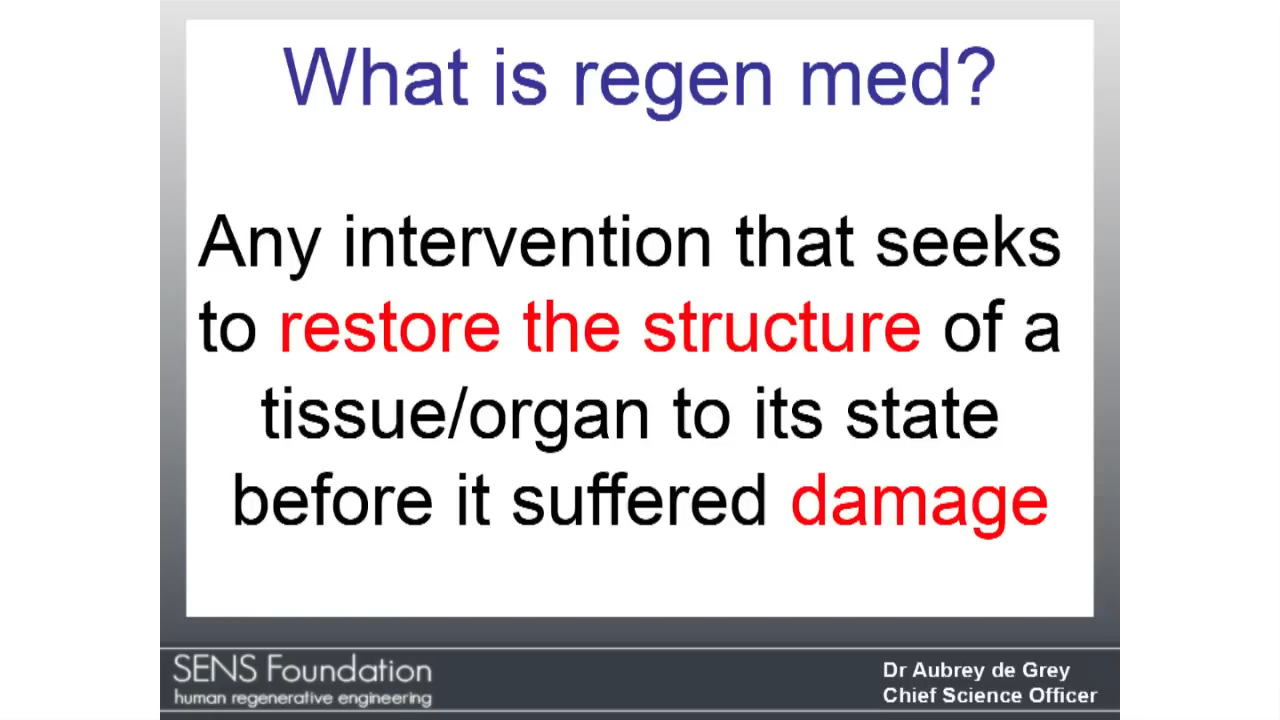 What is regen med?
Any intervention that seeks
to restore the structure of a
tissue/organ to its state
before it suffered damage
SENS Foundation
human regenerative engineering
Dr Aubrey de Grey
Chief Science Officer